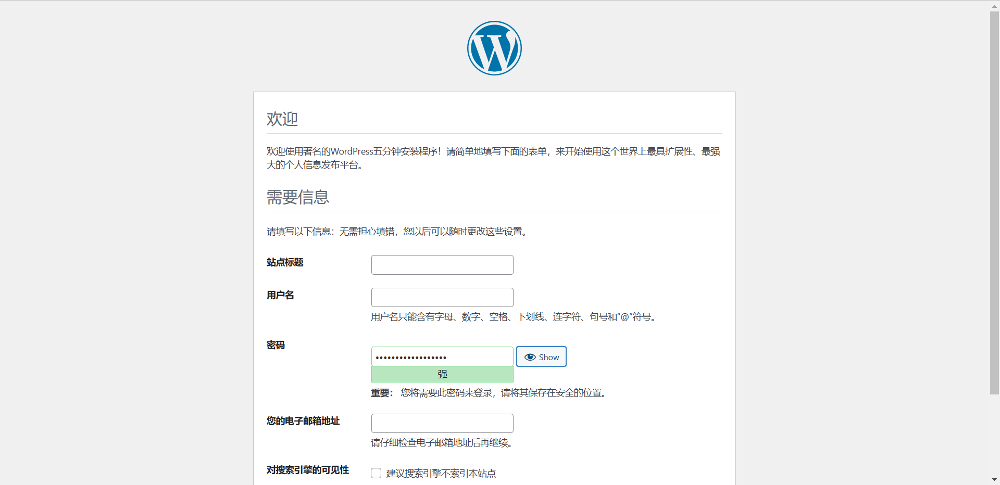 欢迎
欢迎使用著名的WordPress五分钟安装程序！请简单地填写下面的表单，来开始使用这个世界上最具扩展性、最强
大的个人信息发布平台。
需要信息
请填写以下信息：无需担心填错，您以后可以随时更改这些设置。
站点标题
用户名
用户名只能含有字母、数字、空格、下划线、连字符、句号和“@”符号。
密码
••••••••••••••••••
Show
强
重要： 您将需要此密码来登录，请将其保存在安全的位置。
您的电子邮箱地址
请仔细检查电子邮箱地址后再继续。
对搜索引擎的可见性
建议搜索引擎不索引本站点